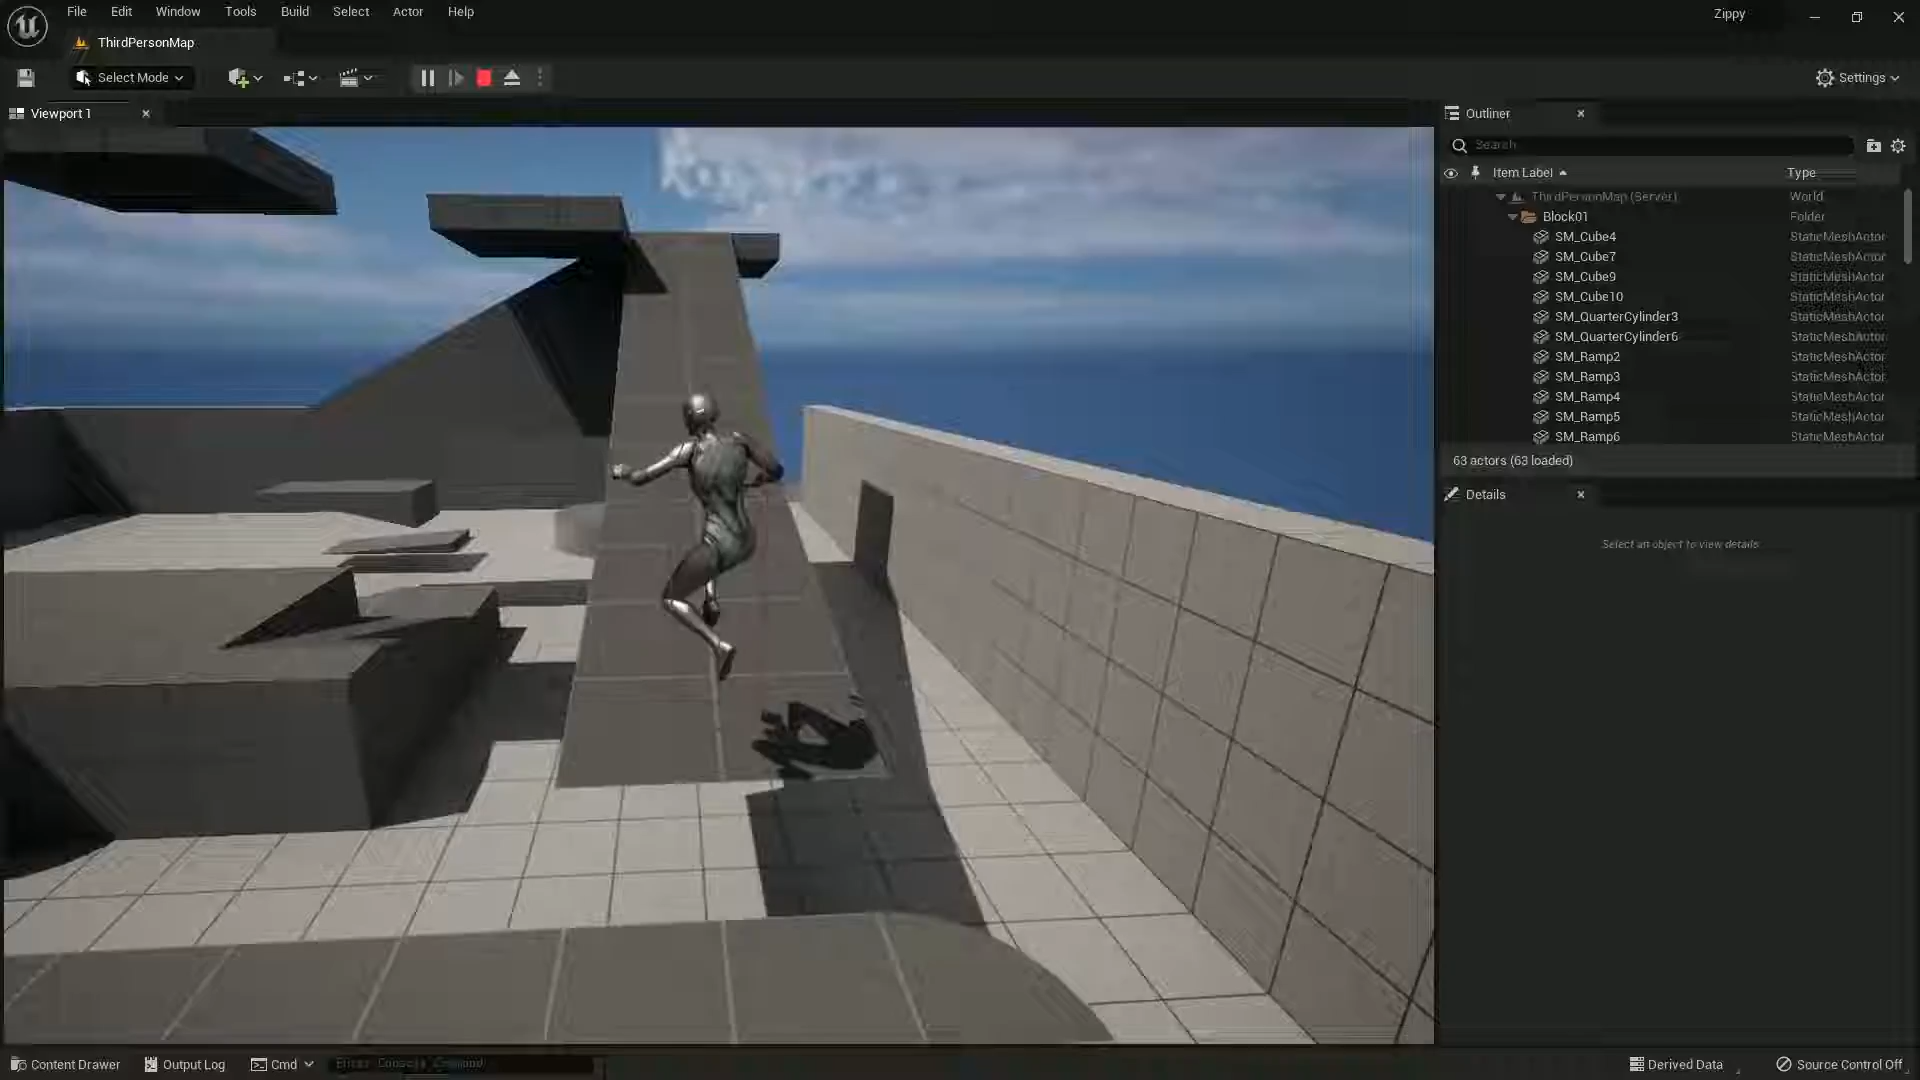 File Edit Window Tools Build Select Actor Help
Zippy
ThirdPersonMap
Select Mode
Settings
Viewport 1
Outliner
Search
Item Label Type
ThirdPersonMap (Server) World
Block01 Folder
SM_Cube4 StaticMeshActor
SM_Cube7 StaticMeshActor
SM_Cube9 StaticMeshActor
SM_Cube10 StaticMeshActor
SM_QuarterCylinder3 StaticMeshActor
SM_QuarterCylinder6 StaticMeshActor
SM_Ramp2 StaticMeshActor
SM_Ramp3 StaticMeshActor
SM_Ramp4 StaticMeshActor
SM_Ramp5 StaticMeshActor
SM_Ramp6 StaticMeshActor
63 actors (63 loaded)
Details
Select an object to view details
Content Drawer Output Log Cmd Enter Console Command
Derived Data Source Control Off